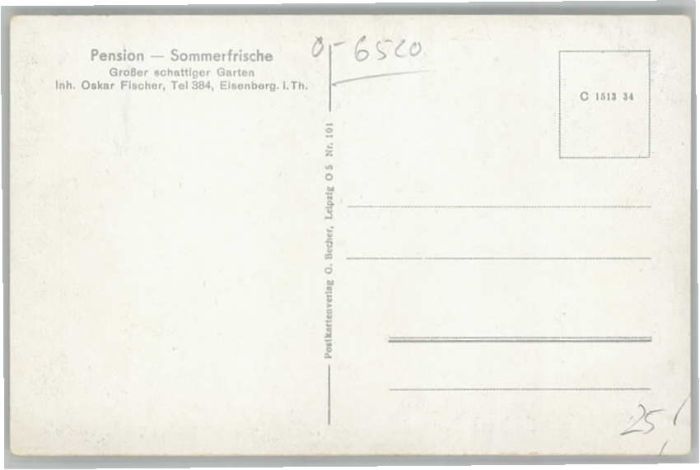 Pension — Sommerfrische
Großer schattiger Garten
Inh. Oskar Fischer, Tel 384, Eisenberg. i. Th.
O-6520
C 1513 34
Postkartenverlag G. Becher, Leipzig O 5 Nr. 101
25